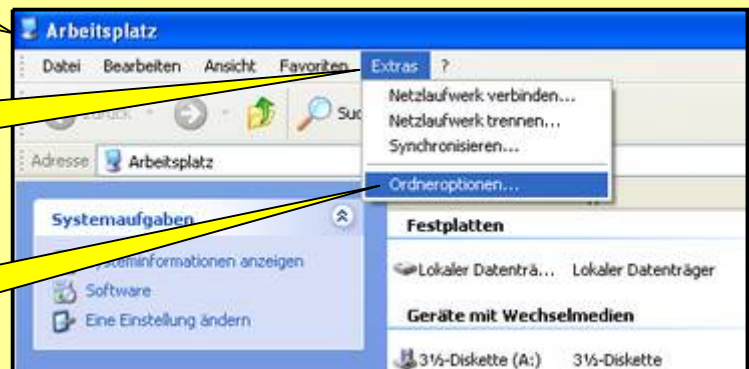 Arbeitsplatz
Datei Bearbeiten Ansicht Favoriten Extras ?
Netzlaufwerk verbinden...
Netzlaufwerk trennen...
Synchronisieren...
Ordneroptionen...
Adresse Arbeitsplatz
Systemaufgaben
Systeminformationen anzeigen
Software
Eine Einstellung ändern
Festplatten
Lokaler Datenträ... Lokaler Datenträger
Geräte mit Wechselmedien
3½-Diskette (A:) 3½-Diskette